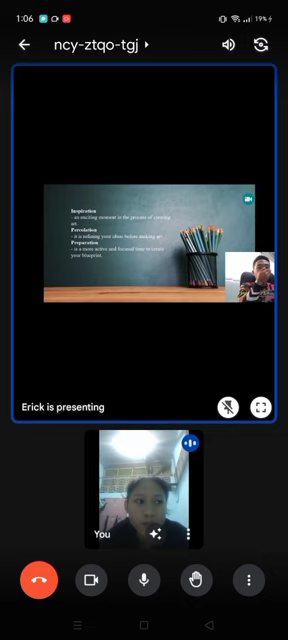 1:06
19%
ncy-ztqo-tgj
Inspiration
- an exciting moment in the process of creating
art.
Percolation
- it is refining your ideas before making art.
Preparation
- is a more active and focused time to create
your blueprint.
Erick is presenting
You